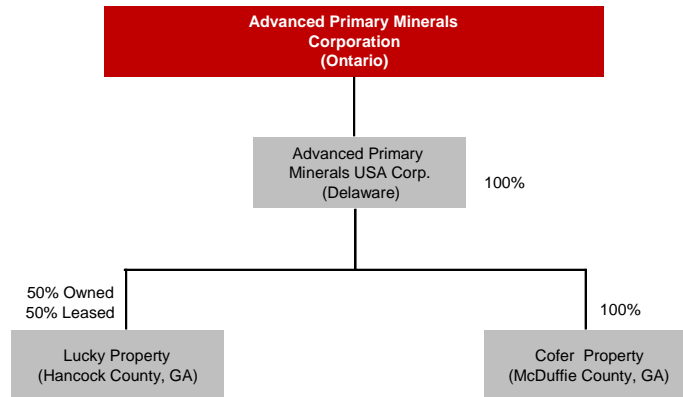 Advanced Primary Minerals
Corporation
(Ontario)
Advanced Primary
Minerals USA Corp.
(Delaware)
100%
50% Owned
50% Leased
100%
Lucky Property
(Hancock County, GA)
Cofer Property
(McDuffie County, GA)